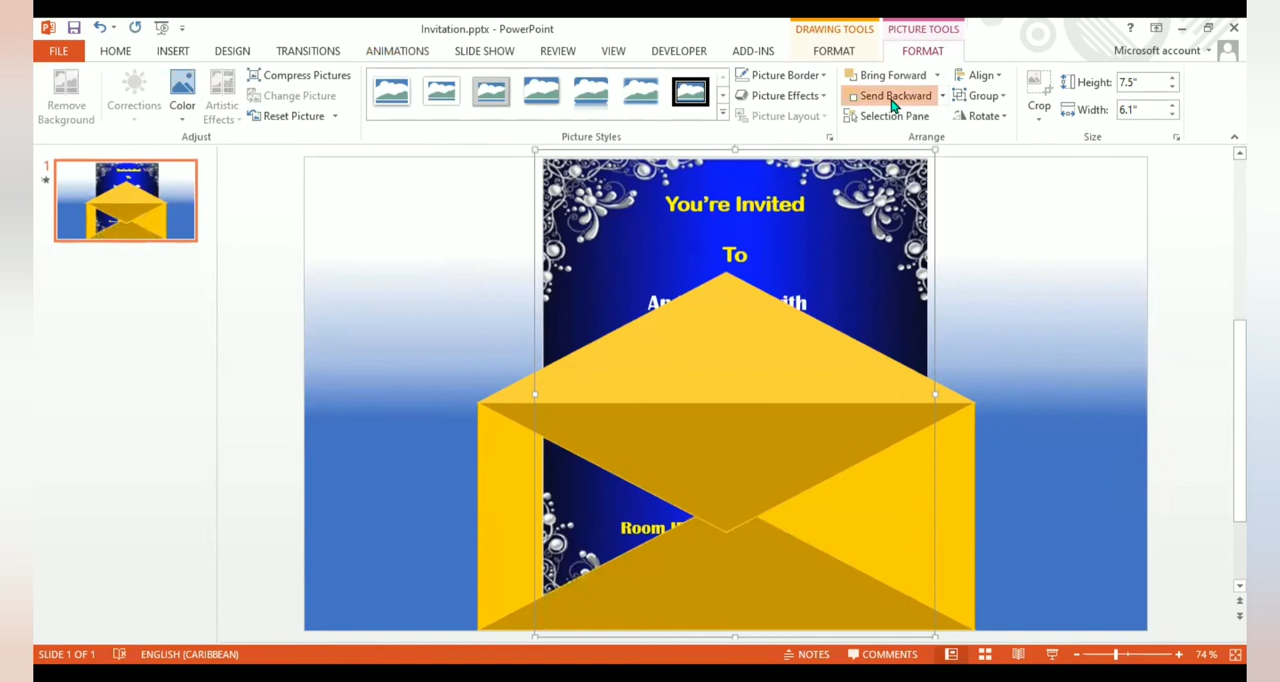 Invitation.pptx - PowerPoint
DRAWING TOOLS
PICTURE TOOLS
?
FILE
HOME
INSERT
DESIGN
TRANSITIONS
ANIMATIONS
SLIDE SHOW
REVIEW
VIEW
DEVELOPER
ADD-INS
FORMAT
FORMAT
Microsoft account
Remove Background
Corrections
Color
Artistic Effects
Compress Pictures
Change Picture
Reset Picture
Adjust
Picture Styles
Picture Border
Picture Effects
Picture Layout
Bring Forward
Send Backward
Selection Pane
Align
Group
Rotate
Arrange
Crop
Height: 7.5"
Width: 6.1"
Size
1
You're Invited
To
Room
SLIDE 1 OF 1
ENGLISH (CARIBBEAN)
NOTES
COMMENTS
74 %